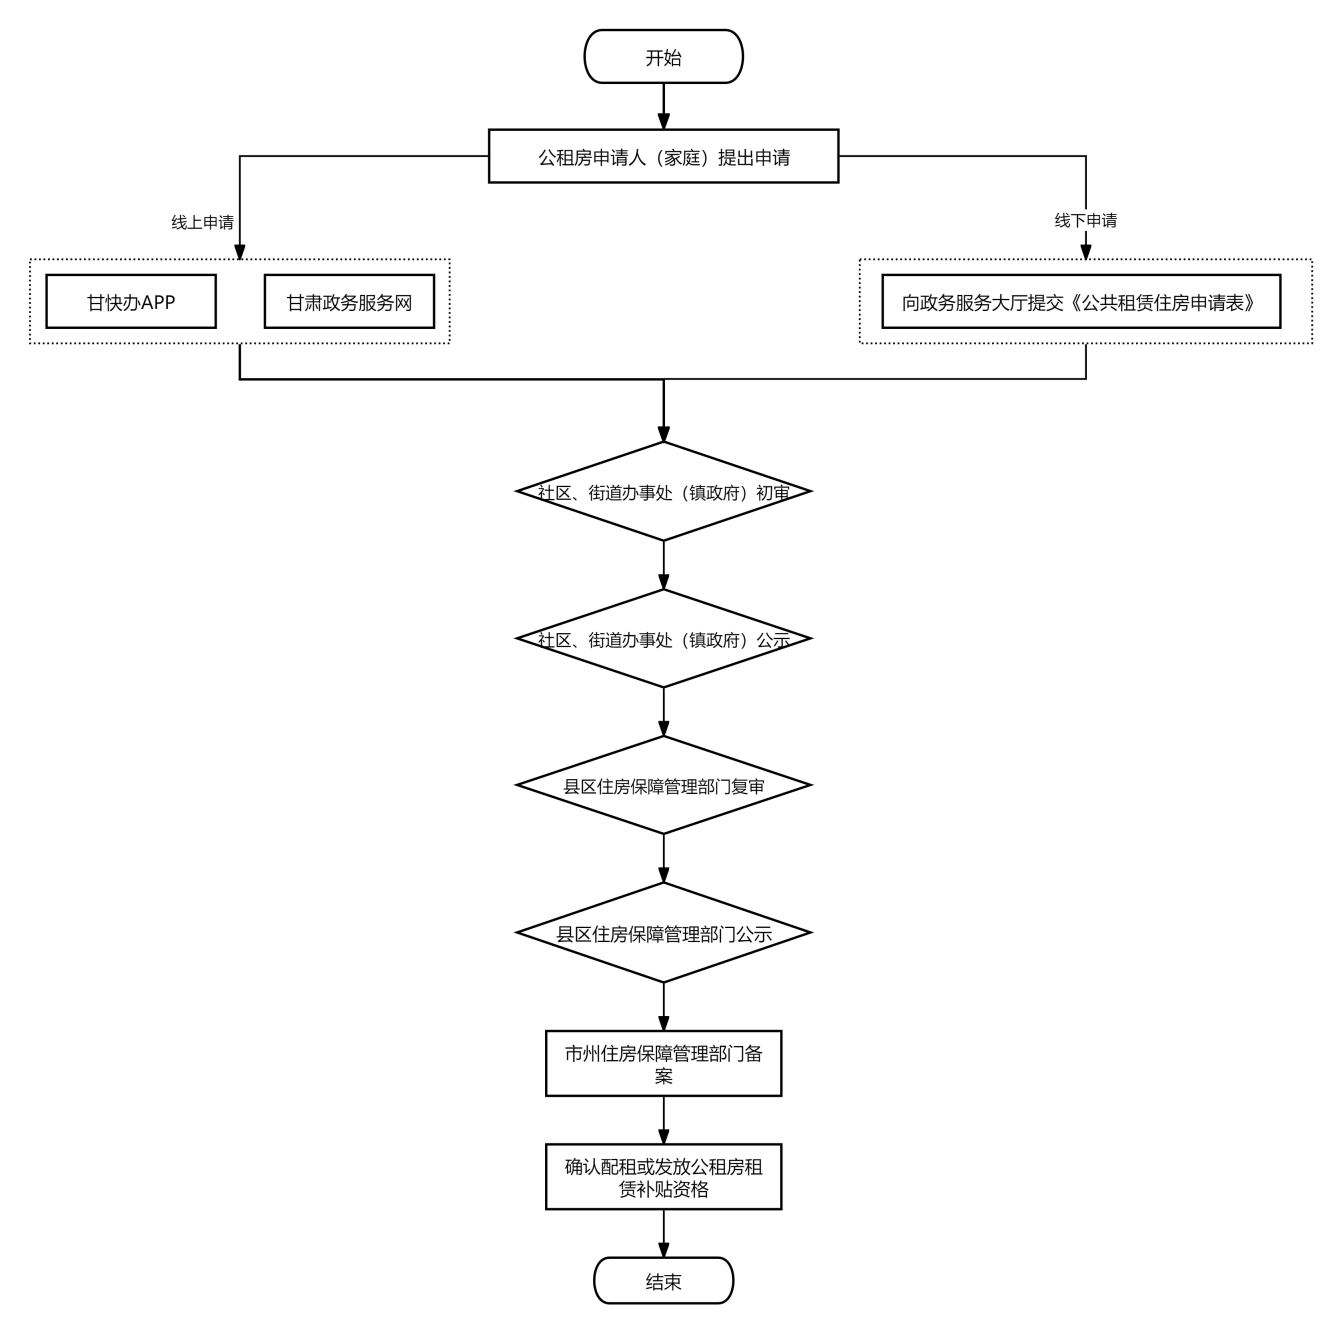 开始
公租房申请人（家庭）提出申请
线上申请
线下申请
甘快办APP
甘肃政务服务网
向政务服务大厅提交《公共租赁住房申请表》
社区、街道办事处（镇政府）初审
社区、街道办事处（镇政府）公示
县区住房保障管理部门复审
县区住房保障管理部门公示
市州住房保障管理部门备
案
确认配租或发放公租房租
赁补贴资格
结束